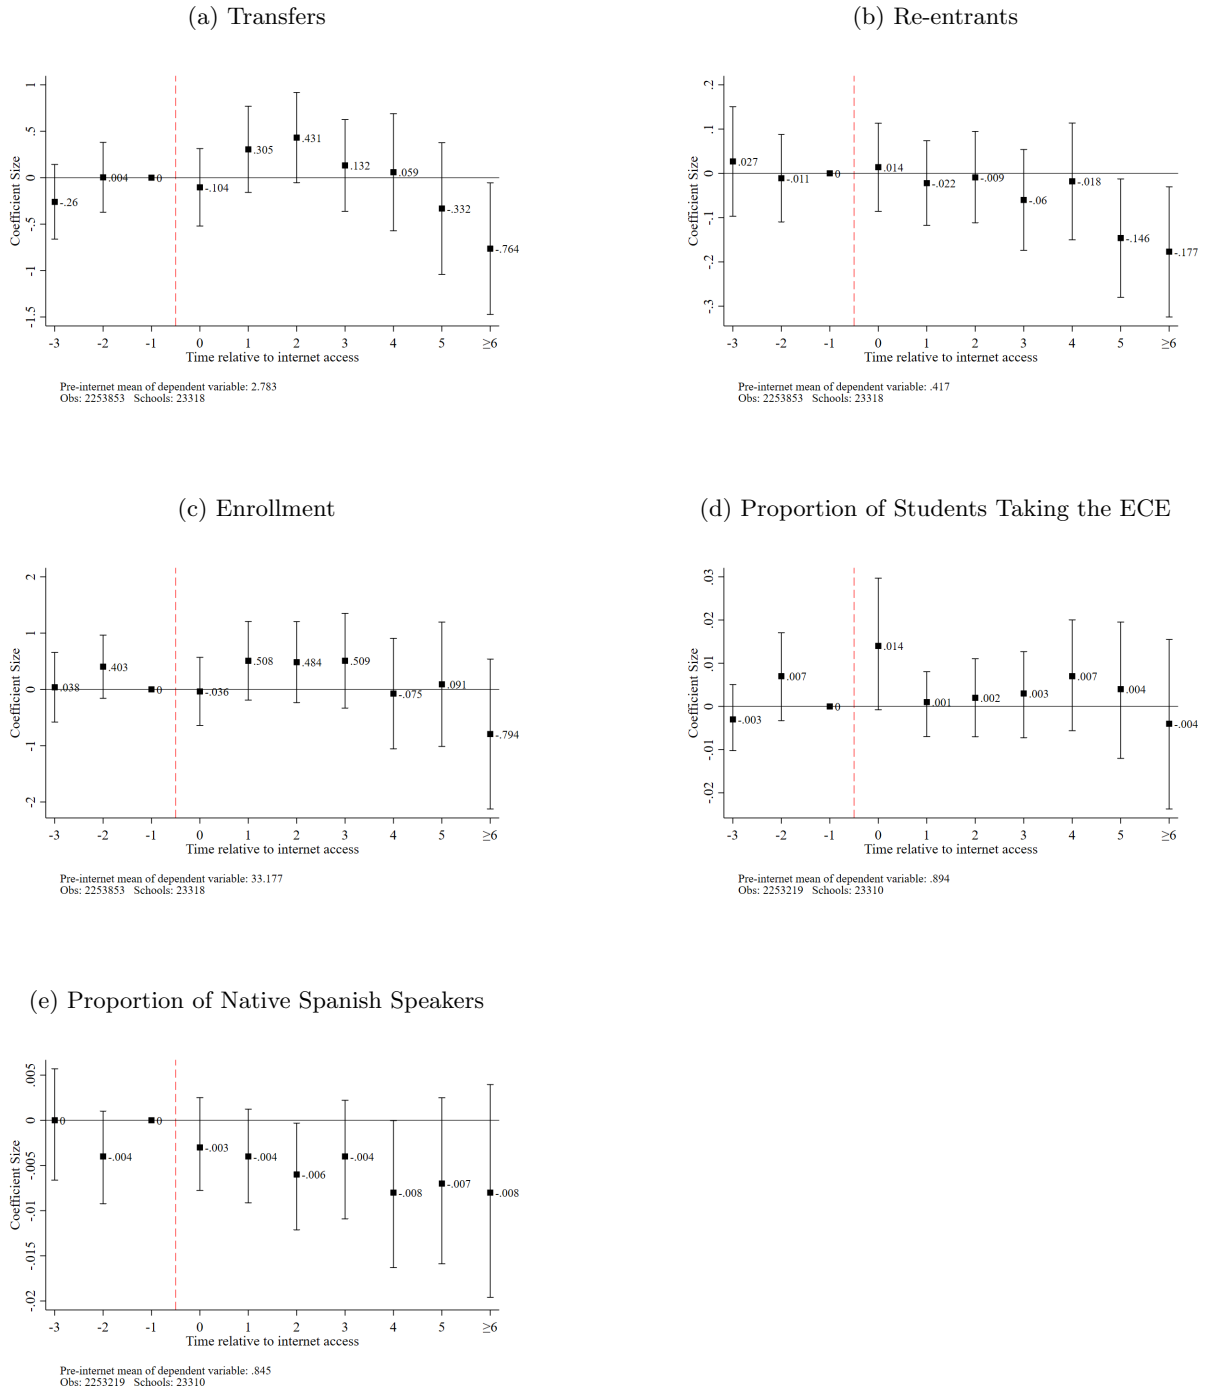 (a) Transfers
Coefficient Size
1
.5
0
-.5
-1
-1.5
-.26
.004
0
-.104
.305
.431
.132
.059
-.332
-.764
-3 -2 -1 0 1 2 3 4 5 ≥6
Time relative to internet access
Pre-internet mean of dependent variable: 2.783
Obs: 2253853 Schools: 23318
(b) Re-entrants
Coefficient Size
.2
.1
0
-.1
-.2
-.3
.027
-.011
0
.014
-.022
-.009
-.06
-.018
-.146
-.177
-3 -2 -1 0 1 2 3 4 5 ≥6
Time relative to internet access
Pre-internet mean of dependent variable: .417
Obs: 2253853 Schools: 23318
(c) Enrollment
Coefficient Size
2
1
0
-1
-2
.038
.403
0
-.036
.508
.484
.509
-.075
.091
-.794
-3 -2 -1 0 1 2 3 4 5 ≥6
Time relative to internet access
Pre-internet mean of dependent variable: 33.177
Obs: 2253853 Schools: 23318
(d) Proportion of Students Taking the ECE
Coefficient Size
.03
.02
.01
0
-.01
-.02
-.003
.007
0
.014
.001
.002
.003
.007
.004
-.004
-3 -2 -1 0 1 2 3 4 5 ≥6
Time relative to internet access
Pre-internet mean of dependent variable: .894
Obs: 2253219 Schools: 23310
(e) Proportion of Native Spanish Speakers
Coefficient Size
.005
0
-.005
-.01
-.015
-.02
0
-.004
0
-.003
-.004
-.006
-.004
-.008
-.007
-.008
-3 -2 -1 0 1 2 3 4 5 ≥6
Time relative to internet access
Pre-internet mean of dependent variable: .845
Obs: 2253219 Schools: 23310